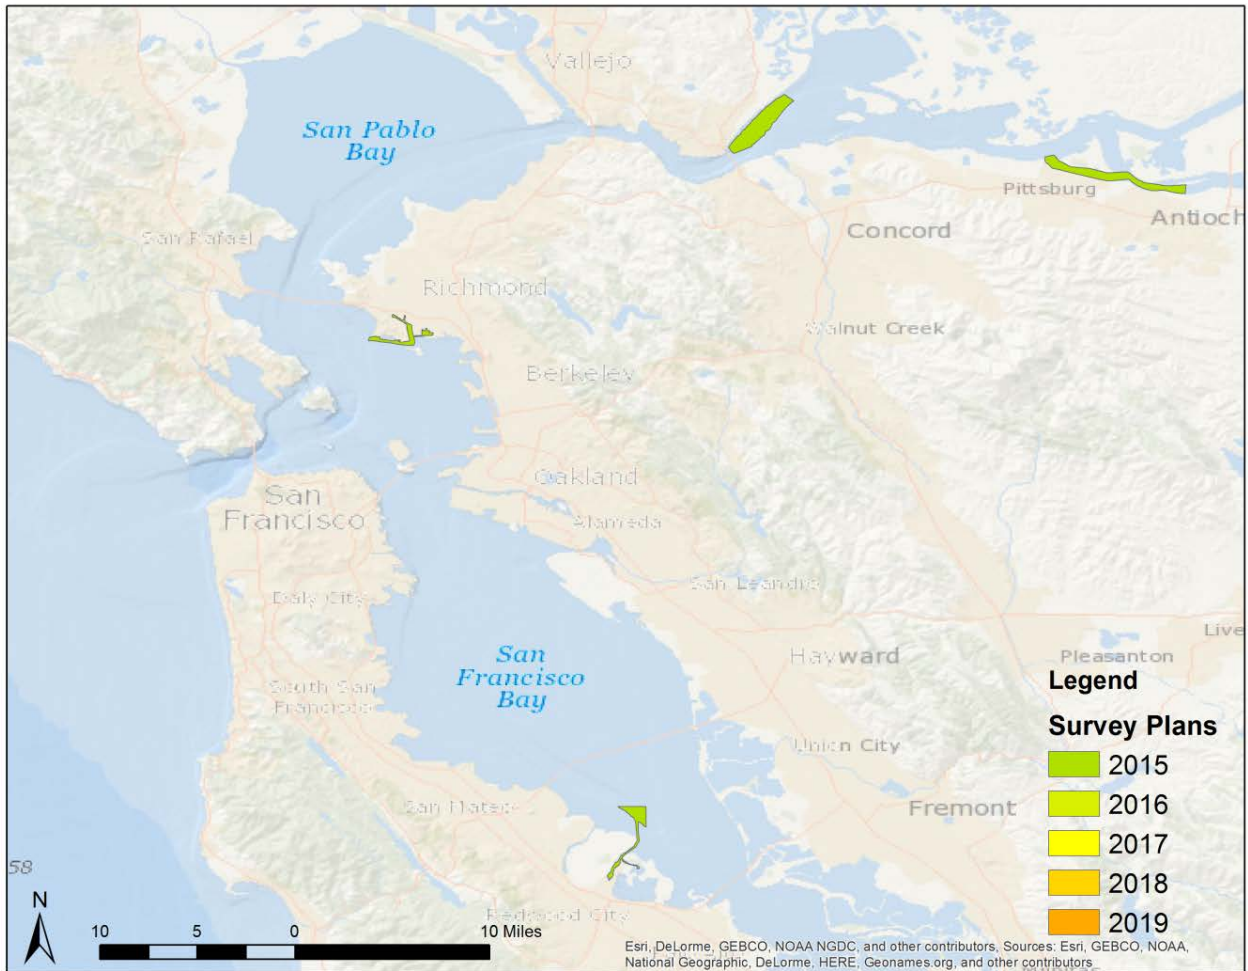 Vallejo
San Pablo
Bay
Pittsburg
Antioch
Concord
San Rafael
Richmond
Walnut Creek
Berkeley
Oakland
San
Francisco
Alameda
San Leandro
Daly City
Live
Hayward
Pleasanton
San
Francisco
Bay
South San
Francisco
Legend
Survey Plans
Union City
2015
San Mateo
Fremont
2016
2017
58
2018
Redwood City
2019
N
10 5 0 10 Miles
Esri, DeLorme, GEBCO, NOAA NGDC, and other contributors, Sources: Esri, GEBCO, NOAA,
National Geographic, DeLorme, HERE, Geonames.org, and other contributors